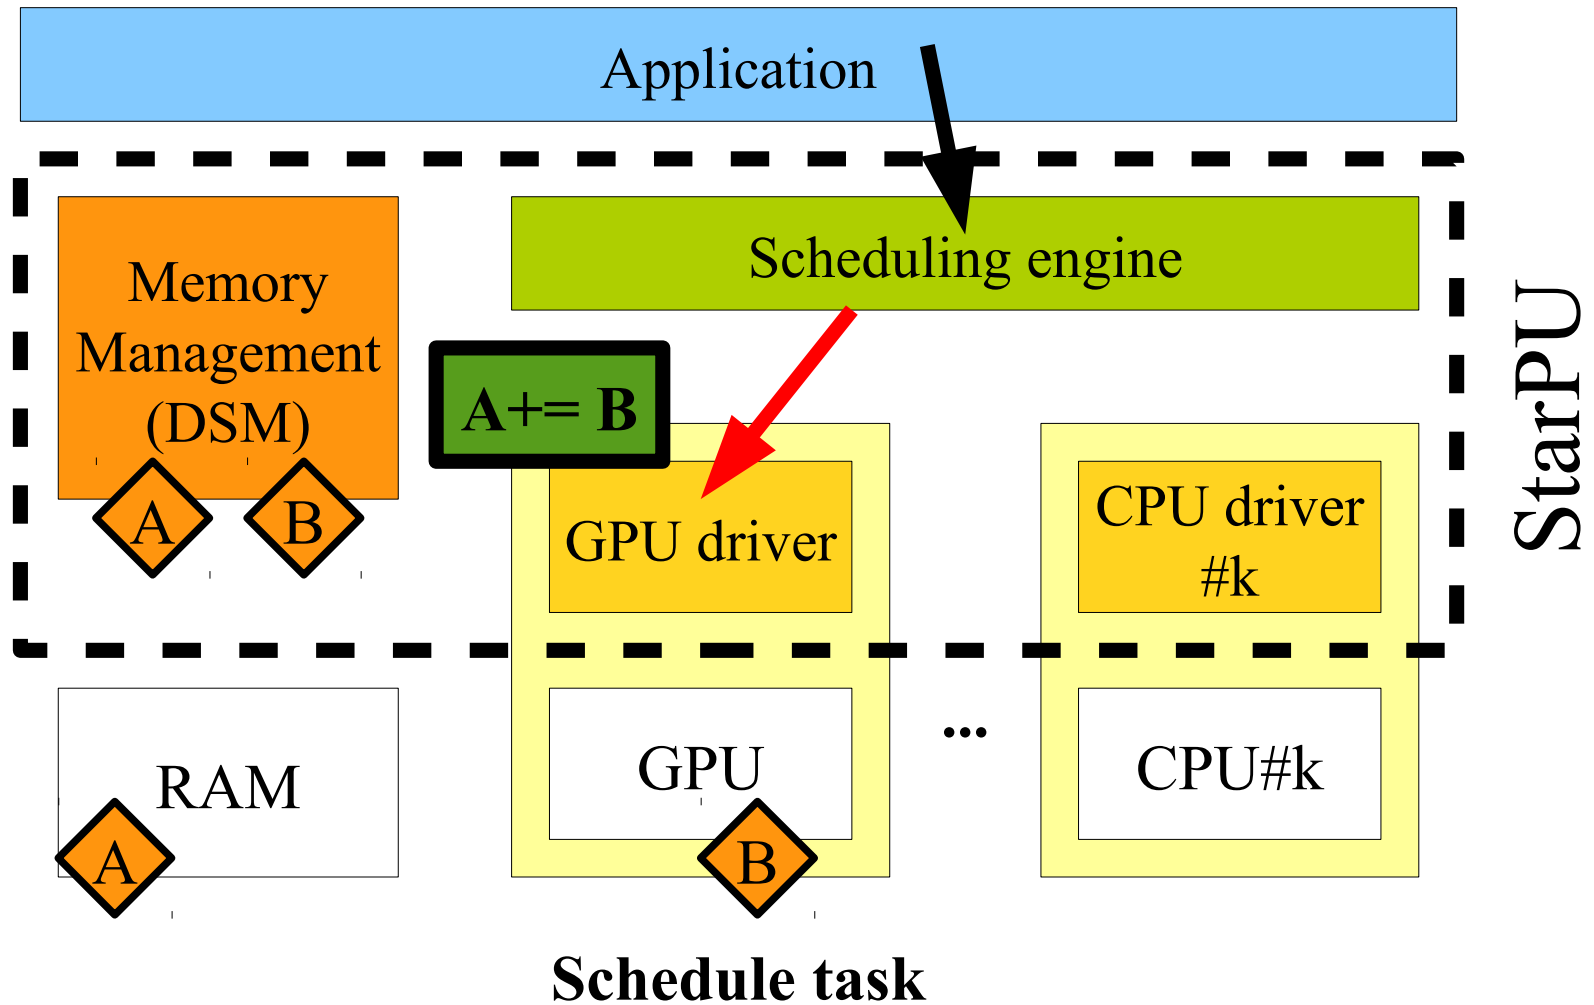 Application
Memory
Management
(DSM)
A
B
Scheduling engine
A+= B
GPU driver
CPU driver
#k
StarPU
RAM
A
GPU
B
...
CPU#k
Schedule task